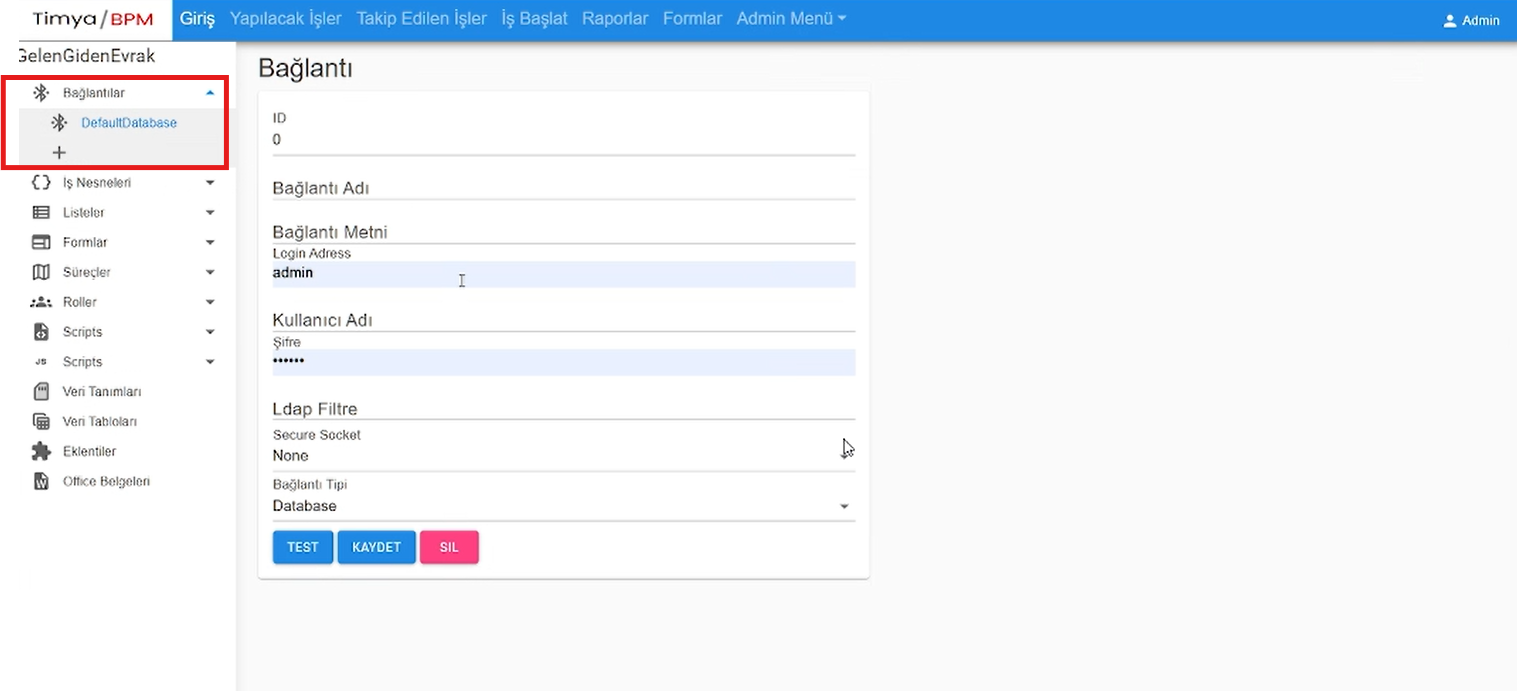 Timya/BPM
Giriş Yapılacak İşler Takip Edilen İşler İş Başlat Raporlar Formlar Admin Menü
Admin
GelenGidenEvrak
Bağlantılar
DefaultDatabase
+
İş Nesneleri
Listeler
Formlar
Süreçler
Roller
Scripts
JS Scripts
Veri Tanımları
Veri Tabloları
Eklentiler
Office Belgeleri
Bağlantı
ID
0
Bağlantı Adı
Bağlantı Metni
Login Adress
admin
Kullanıcı Adı
Şifre
••••••
Ldap Filtre
Secure Socket
None
Bağlantı Tipi
Database
TEST KAYDET SIL